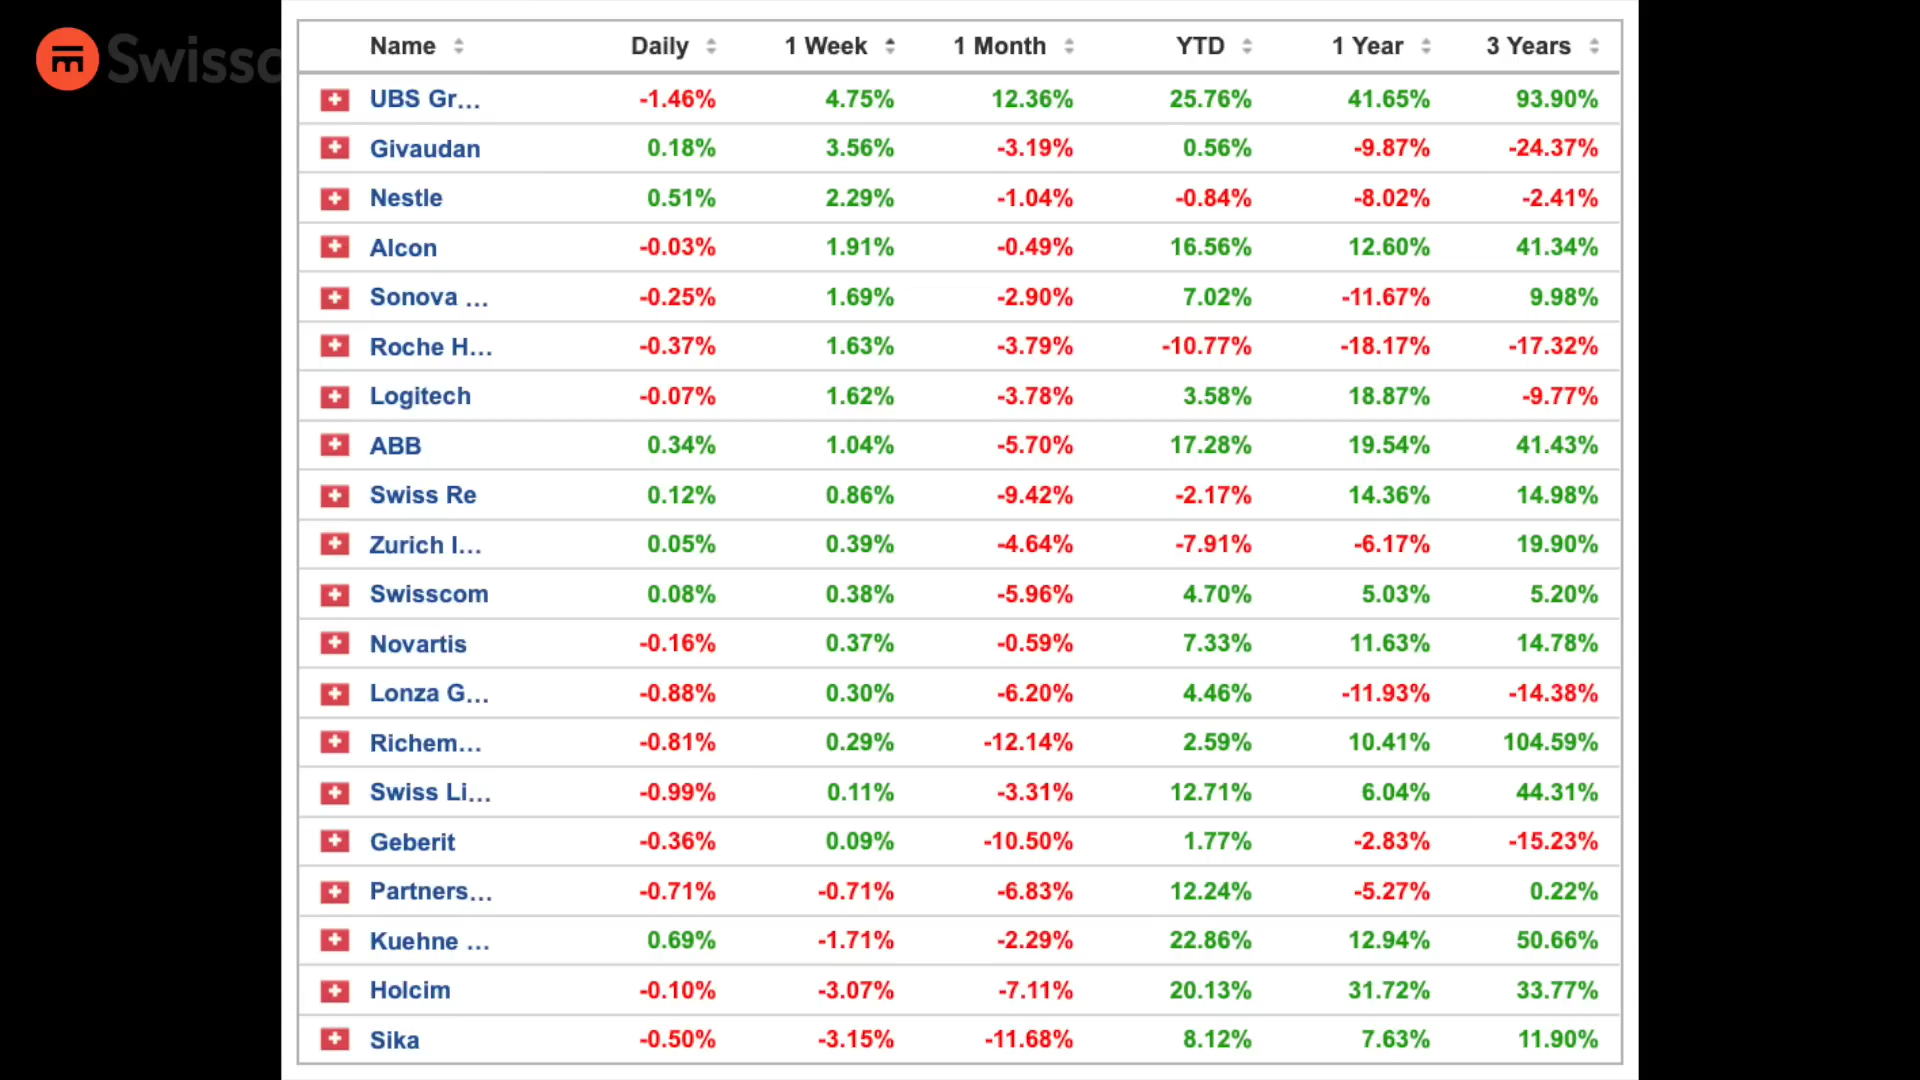 Swissc
Name Daily 1 Week 1 Month YTD 1 Year 3 Years
UBS Gr... -1.46% 4.75% 12.36% 25.76% 41.65% 93.90%
Givaudan 0.18% 3.56% -3.19% 0.56% -9.87% -24.37%
Nestle 0.51% 2.29% -1.04% -0.84% -8.02% -2.41%
Alcon -0.03% 1.91% -0.49% 16.56% 12.60% 41.34%
Sonova ... -0.25% 1.69% -2.90% 7.02% -11.67% 9.98%
Roche H... -0.37% 1.63% -3.79% -10.77% -18.17% -17.32%
Logitech -0.07% 1.62% -3.78% 3.58% 18.87% -9.77%
ABB 0.34% 1.04% -5.70% 17.28% 19.54% 41.43%
Swiss Re 0.12% 0.86% -9.42% -2.17% 14.36% 14.98%
Zurich I... 0.05% 0.39% -4.64% -7.91% -6.17% 19.90%
Swisscom 0.08% 0.38% -5.96% 4.70% 5.03% 5.20%
Novartis -0.16% 0.37% -0.59% 7.33% 11.63% 14.78%
Lonza G... -0.88% 0.30% -6.20% 4.46% -11.93% -14.38%
Richem... -0.81% 0.29% -12.14% 2.59% 10.41% 104.59%
Swiss Li... -0.99% 0.11% -3.31% 12.71% 6.04% 44.31%
Geberit -0.36% 0.09% -10.50% 1.77% -2.83% -15.23%
Partners... -0.71% -0.71% -6.83% 12.24% -5.27% 0.22%
Kuehne ... 0.69% -1.71% -2.29% 22.86% 12.94% 50.66%
Holcim -0.10% -3.07% -7.11% 20.13% 31.72% 33.77%
Sika -0.50% -3.15% -11.68% 8.12% 7.63% 11.90%